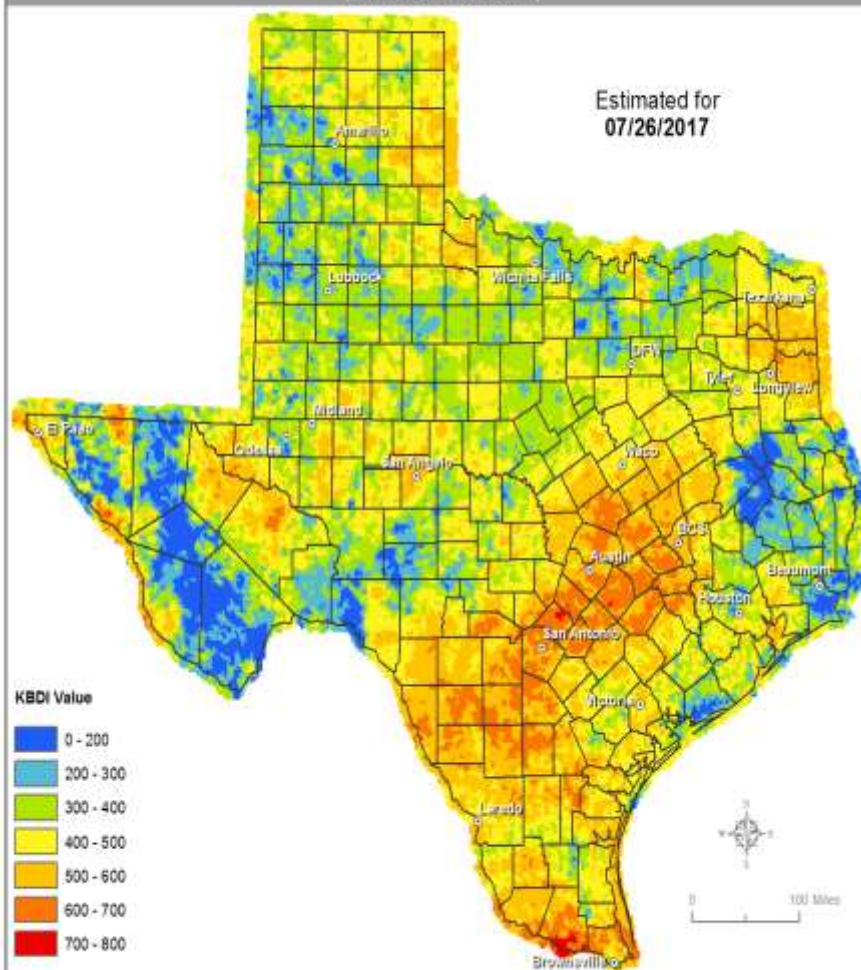 Estimated for
07/26/2017
Amarillo
Lubbock
Wichita Falls
Texarkana
DFW
Tyler
Longview
Midland
El Paso
Odessa
San Angelo
Waco
BCS
Austin
Beaumont
Houston
San Antonio
Victoria
Laredo
Brownsville
KBDI Value
0 - 200
200 - 300
300 - 400
400 - 500
500 - 600
600 - 700
700 - 800
N
W
E
S
0 100 Miles